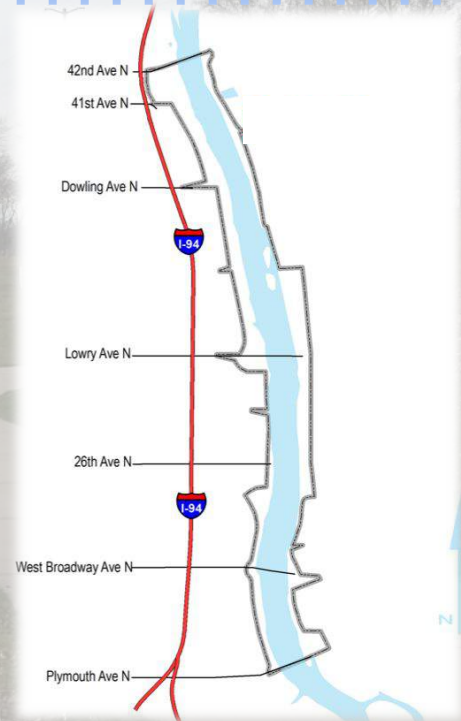 42nd Ave N
41st Ave N
Dowling Ave N
I-94
Lowry Ave N
26th Ave N
I-94
West Broadway Ave N
Plymouth Ave N
N